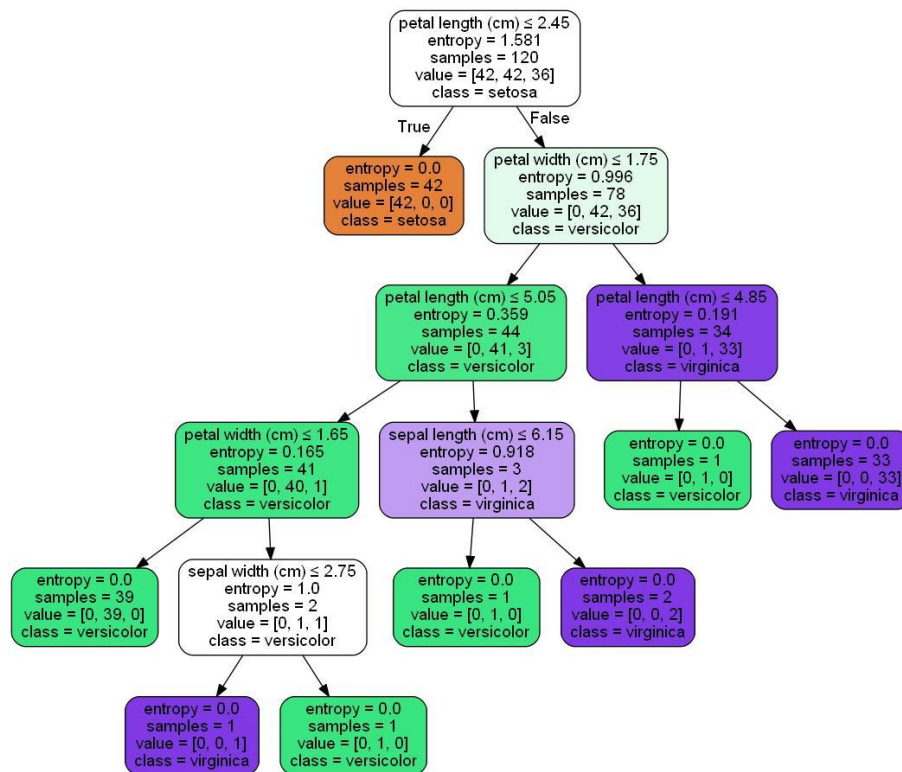 petal length (cm) ≤ 2.45
entropy = 1.581
samples = 120
value = [42, 42, 36]
class = setosa
True
False
entropy = 0.0
samples = 42
value = [42, 0, 0]
class = setosa
petal width (cm) ≤ 1.75
entropy = 0.996
samples = 78
value = [0, 42, 36]
class = versicolor
petal length (cm) ≤ 5.05
entropy = 0.359
samples = 44
value = [0, 41, 3]
class = versicolor
petal length (cm) ≤ 4.85
entropy = 0.191
samples = 34
value = [0, 1, 33]
class = virginica
petal width (cm) ≤ 1.65
entropy = 0.165
samples = 41
value = [0, 40, 1]
class = versicolor
sepal length (cm) ≤ 6.15
entropy = 0.918
samples = 3
value = [0, 1, 2]
class = virginica
entropy = 0.0
samples = 1
value = [0, 1, 0]
class = versicolor
entropy = 0.0
samples = 33
value = [0, 0, 33]
class = virginica
entropy = 0.0
samples = 39
value = [0, 39, 0]
class = versicolor
sepal width (cm) ≤ 2.75
entropy = 1.0
samples = 2
value = [0, 1, 1]
class = versicolor
entropy = 0.0
samples = 1
value = [0, 1, 0]
class = versicolor
entropy = 0.0
samples = 2
value = [0, 0, 2]
class = virginica
entropy = 0.0
samples = 1
value = [0, 0, 1]
class = virginica
entropy = 0.0
samples = 1
value = [0, 1, 0]
class = versicolor